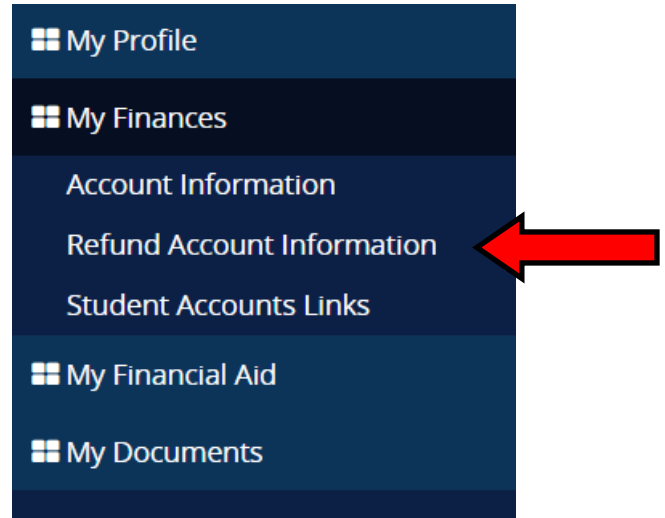 My Profile
My Finances
Account Information
Refund Account Information
Student Accounts Links
My Financial Aid
My Documents